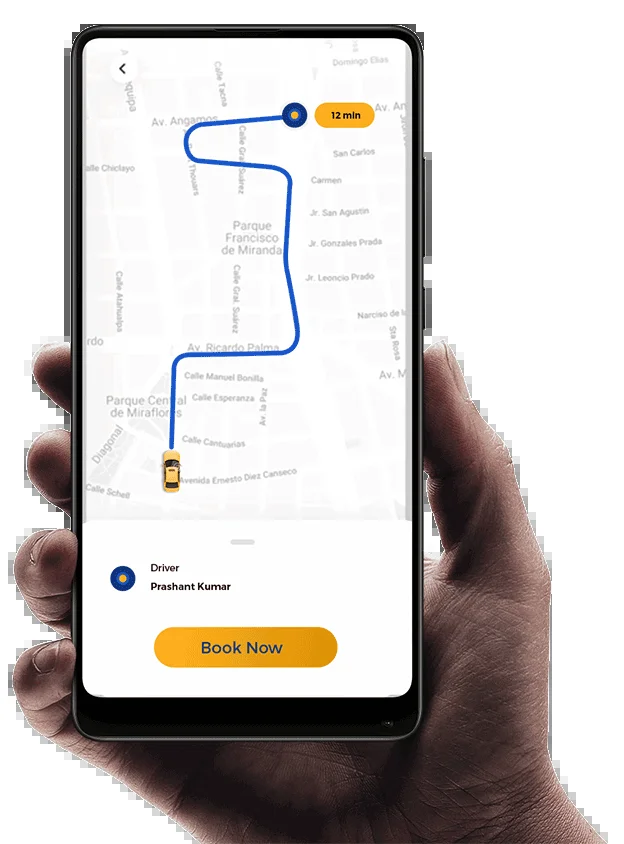 Domingo Elias
Calle Tacna
equipa
Av. Angamos
12 min
Av. An
Calle Gral. Suárez
San Carlos
alle Chiclayo
Thouars
Carmen
Jr. San Agustin
Parque
Francisco
de Miranda
Jr. Gonzales Prada
Jr. Leoncio Prado
Calle Gral. Suárez
Calle Atahualpa
Narciso de la
Sta Rosa
rdo
Av. Ricardo Palma
Calle Manuel Bonilla
Av. M
Parque Central
de Miraflores
Calle Esperanza
Av la Paz
Diagonal
Calle Cantuarias
Avenida Ernesto Diez Canseco
Calle Schell
Driver
Prashant Kumar
Book Now